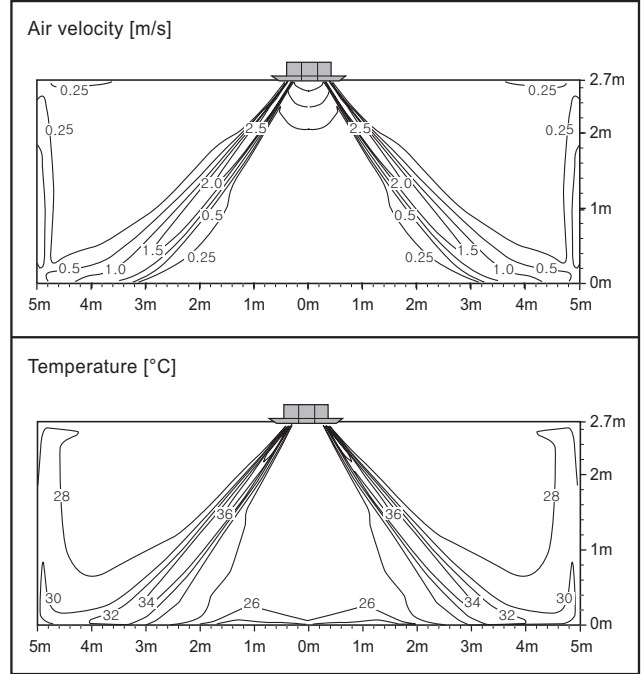 Air velocity [m/s]
0.25 0.25 2.7m
0.25 2.5 2.5 0.25 2m
2.0 2.0
0.5 0.5 1m
1.5 1.5
0.25 0.25
0.5 1.0 1.0 0.5 0m
5m 4m 3m 2m 1m 0m 1m 2m 3m 4m 5m
Temperature [°C]
2.7m
2m
28 28
36 36
1m
30 34 26 26 34 30
32 32 0m
5m 4m 3m 2m 1m 0m 1m 2m 3m 4m 5m